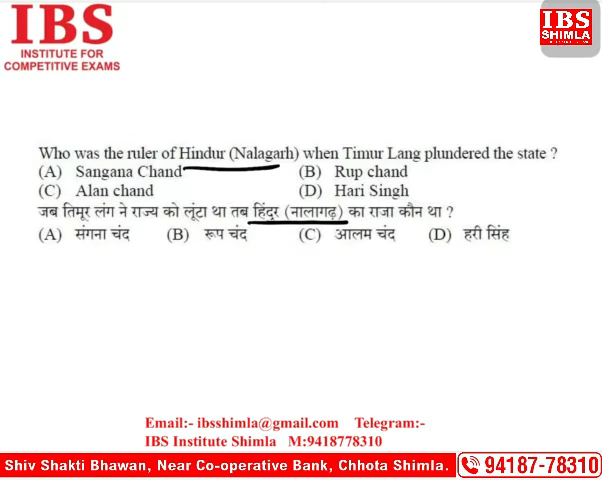 IBS
INSTITUTE FOR
COMPETITIVE EXAMS
IBS
SHIMLA
Who was the ruler of Hindur (Nalagarh) when Timur Lang plundered the state ?
(A) Sangana Chand (B) Rup chand
(C) Alan chand (D) Hari Singh
जब तिमूर लंग ने राज्य को लूंटा था तब हिंदूर (नालागढ़) का राजा कौन था ?
(A) संगना चंद (B) रूप चंद (C) आलम चंद (D) हरी सिंह
Email:- ibsshimla@gmail.com Telegram:-
IBS Institute Shimla M:9418778310
Shiv Shakti Bhawan, Near Co-operative Bank, Chhota Shimla. 94187-78310